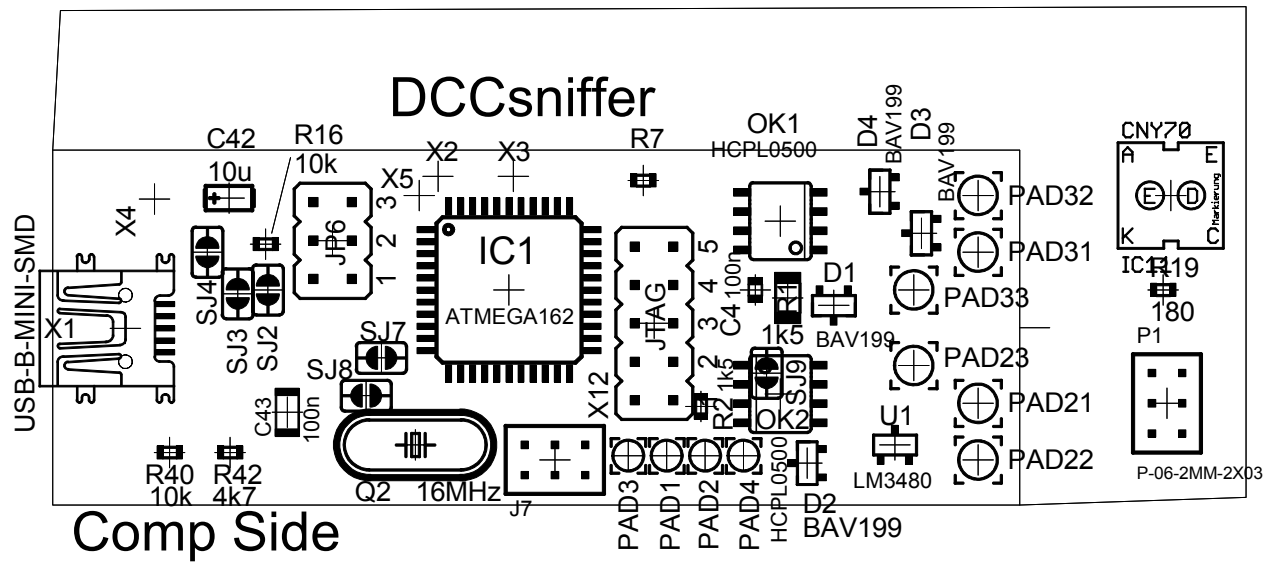 DCCsniffer
C42
10u
R16
10k
X2
X3
X5
X4
R7
OK1
HCPL0500
D4
BAV199
D3
BAV199
PAD32
PAD31
PAD33
PAD23
PAD21
PAD22
CNY70
A
E
E
D
Markierung
K
C
R19
180
P1
P-06-2MM-2X03
USB-B-MINI-SMD
X1
SJ4
SJ3
SJ2
JP6
3
2
1
IC1
ATMEGA162
JTAG
5
4
3
2
X12
C4
100n
R1
1k5
D1
BAV199
SJ7
SJ8
C43
100n
R2
1k5
SJ9
OK2
HCPL0500
U1
LM3480
R40
10k
R42
4k7
Q2
16MHz
J7
PAD3
PAD1
PAD2
PAD4
D2
BAV199
Comp Side